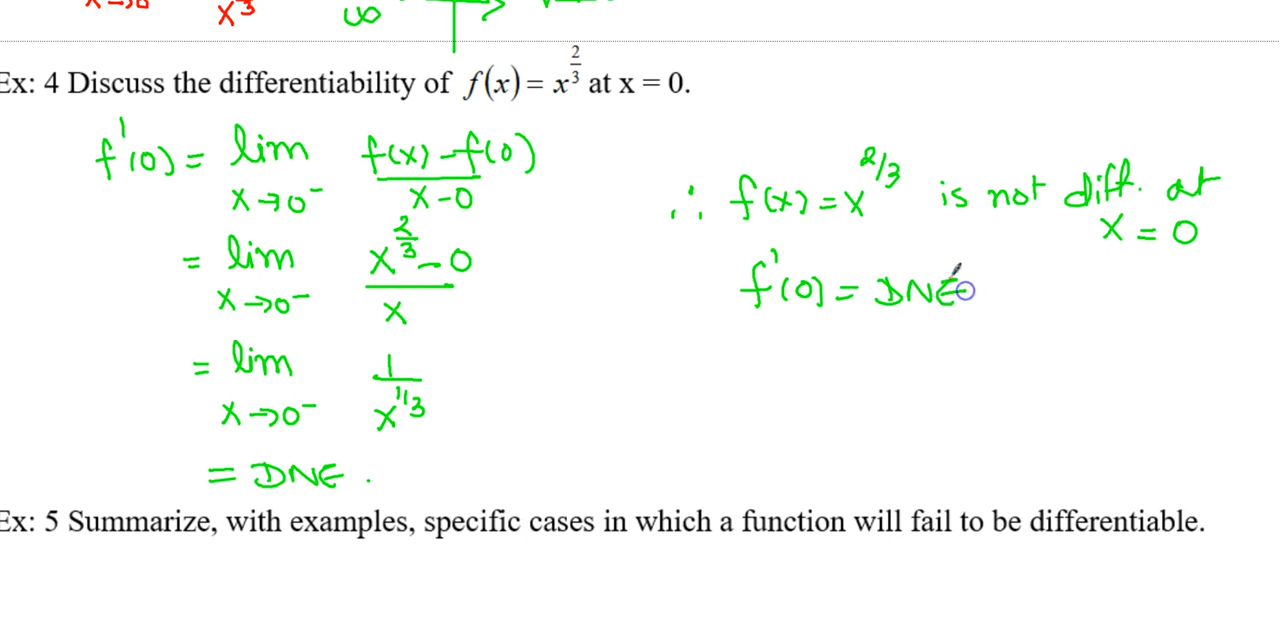 x→0 x³ ∞
Ex: 4 Discuss the differentiability of f(x) = x^(2/3) at x = 0.
f'(0) = lim x→0⁻ (f(x) - f(0))/(x - 0)
= lim x→0⁻ (x^(2/3) - 0)/x
= lim x→0⁻ 1/x^(1/3)
= DNE.
∴ f(x) = x^(2/3) is not diff. at
x = 0
f'(0) = DNE
Ex: 5 Summarize, with examples, specific cases in which a function will fail to be differentiable.